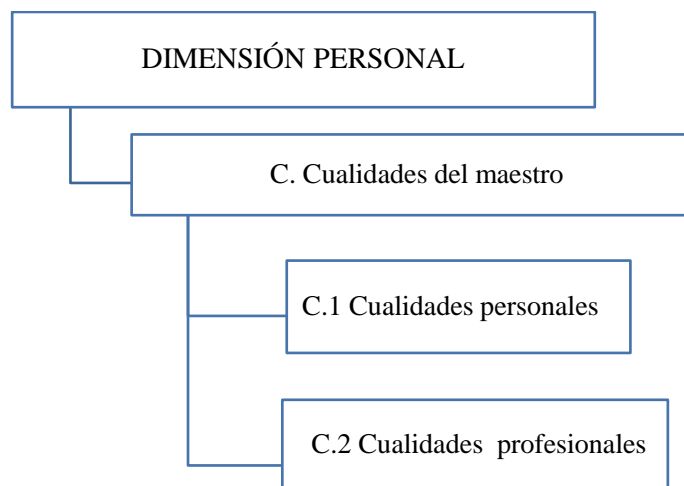 DIMENSIÓN PERSONAL
C. Cualidades del maestro
C.1 Cualidades personales
C.2 Cualidades profesionales